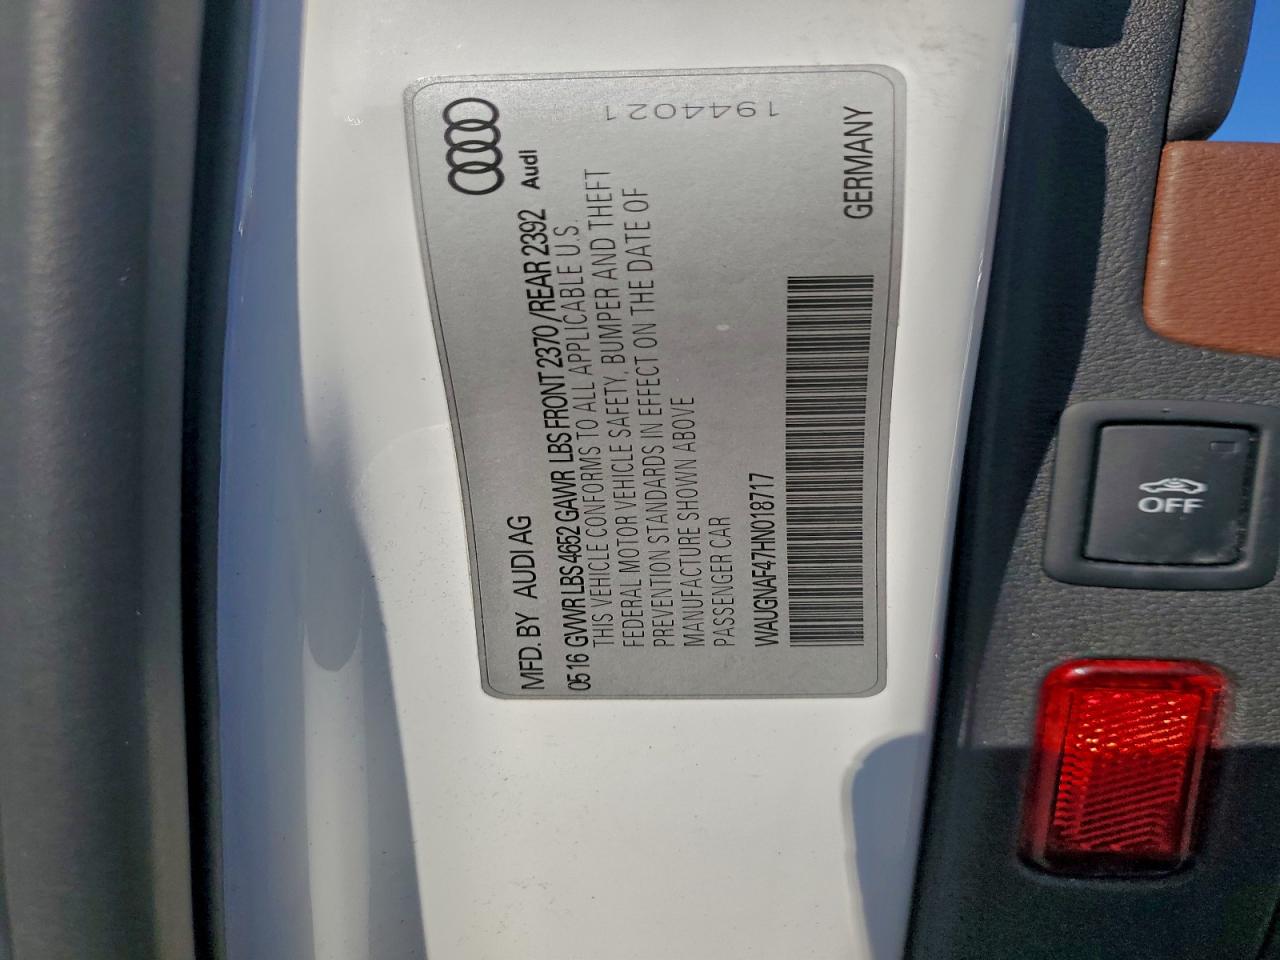 Audi
MFD. BY AUDI AG
05 16 GVWR LBS 4652 GAWR LBS FRONT 2370 /REAR 2392
THIS VEHICLE CONFORMS TO ALL APPLICABLE U.S.
FEDERAL MOTOR VEHICLE SAFETY, BUMPER AND THEFT
PREVENTION STANDARDS IN EFFECT ON THE DATE OF
MANUFACTURE SHOWN ABOVE
PASSENGER CAR
WAUGNAF47HN018717
GERMANY
1944021
OFF